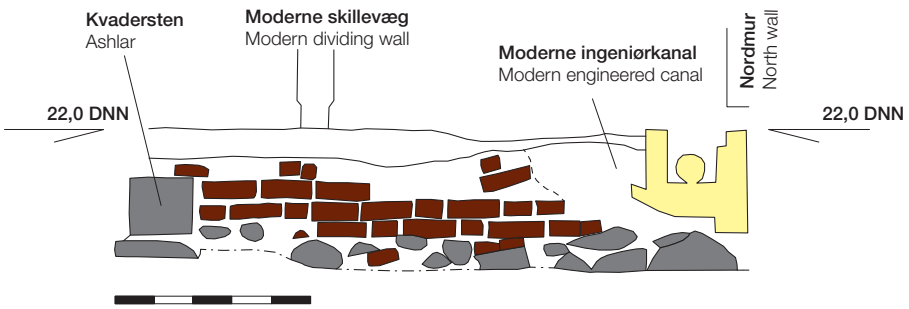 Kvadersten
Ashlar
Moderne skillevæg
Modern dividing wall
Moderne ingeniørkanal
Modern engineered canal
Nordmur
North wall
22,0 DNN
22,0 DNN